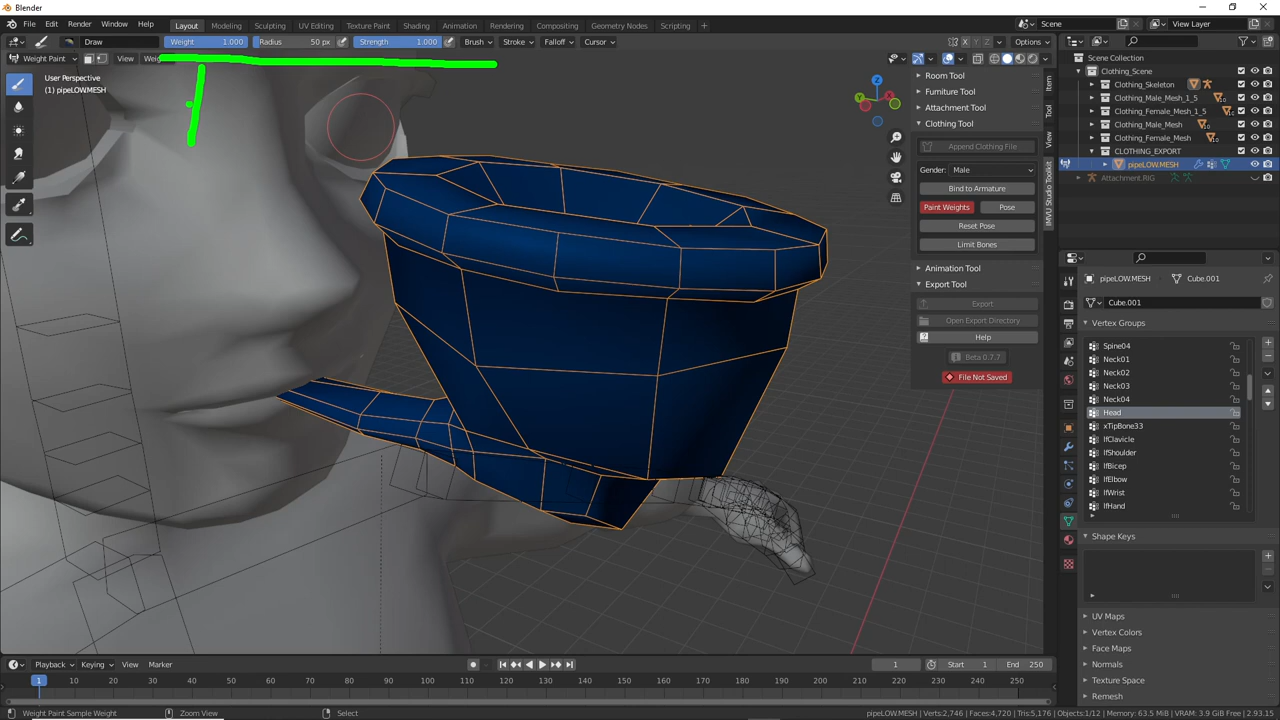 Blender
File Edit Render Window Help Layout Modeling Sculpting UV Editing Texture Paint Shading Animation Rendering Compositing Geometry Nodes Scripting + Scene View Layer
Draw Weight 1.000 Radius 50 px Strength 1.000 Brush Stroke Falloff Cursor X Y Z Options
Weight Paint View
User Perspective
(1) pipeLOW.MESH
Z
Y
X
Room Tool
Furniture Tool
Attachment Tool
Clothing Tool
Append Clothing File
Gender: Male
Bind to Armature
Paint Weights Pose
Reset Pose
Limit Bones
Animation Tool
Export Tool
Export
Open Export Directory
Help
Beta 0.7.7
File Not Saved
Item
Tool
View
IMVU Studio Toolkit
Scene Collection
Clothing_Scene
Clothing_Skeleton
Clothing_Male_Mesh_1_5
Clothing_Female_Mesh_1_5
Clothing_Male_Mesh
Clothing_Female_Mesh
CLOTHING_EXPORT
pipeLOW.MESH
Attachment.RIG
pipeLOW.MESH Cube.001
Cube.001
Vertex Groups
Spine04
Neck01
Neck02
Neck03
Neck04
Head
xTipBone33
lfClavicle
lfShoulder
lfBicep
lfElbow
lfWrist
lfHand
Shape Keys
UV Maps
Vertex Colors
Face Maps
Normals
Texture Space
Remesh
Playback Keying View Marker 1 Start 1 End 250
1 10 20 30 40 50 60 70 80 90 100 110 120 130 140 150 160 170 180 190 200 210 220 230 240 250
Weight Paint Sample Weight Zoom View Select pipeLOW.MESH | Verts:2,746 | Faces:4,720 | Tris:5,176 | Objects:1/12 | Memory: 63.5 MiB | VRAM: 3.9 GiB Free | 2.93.15